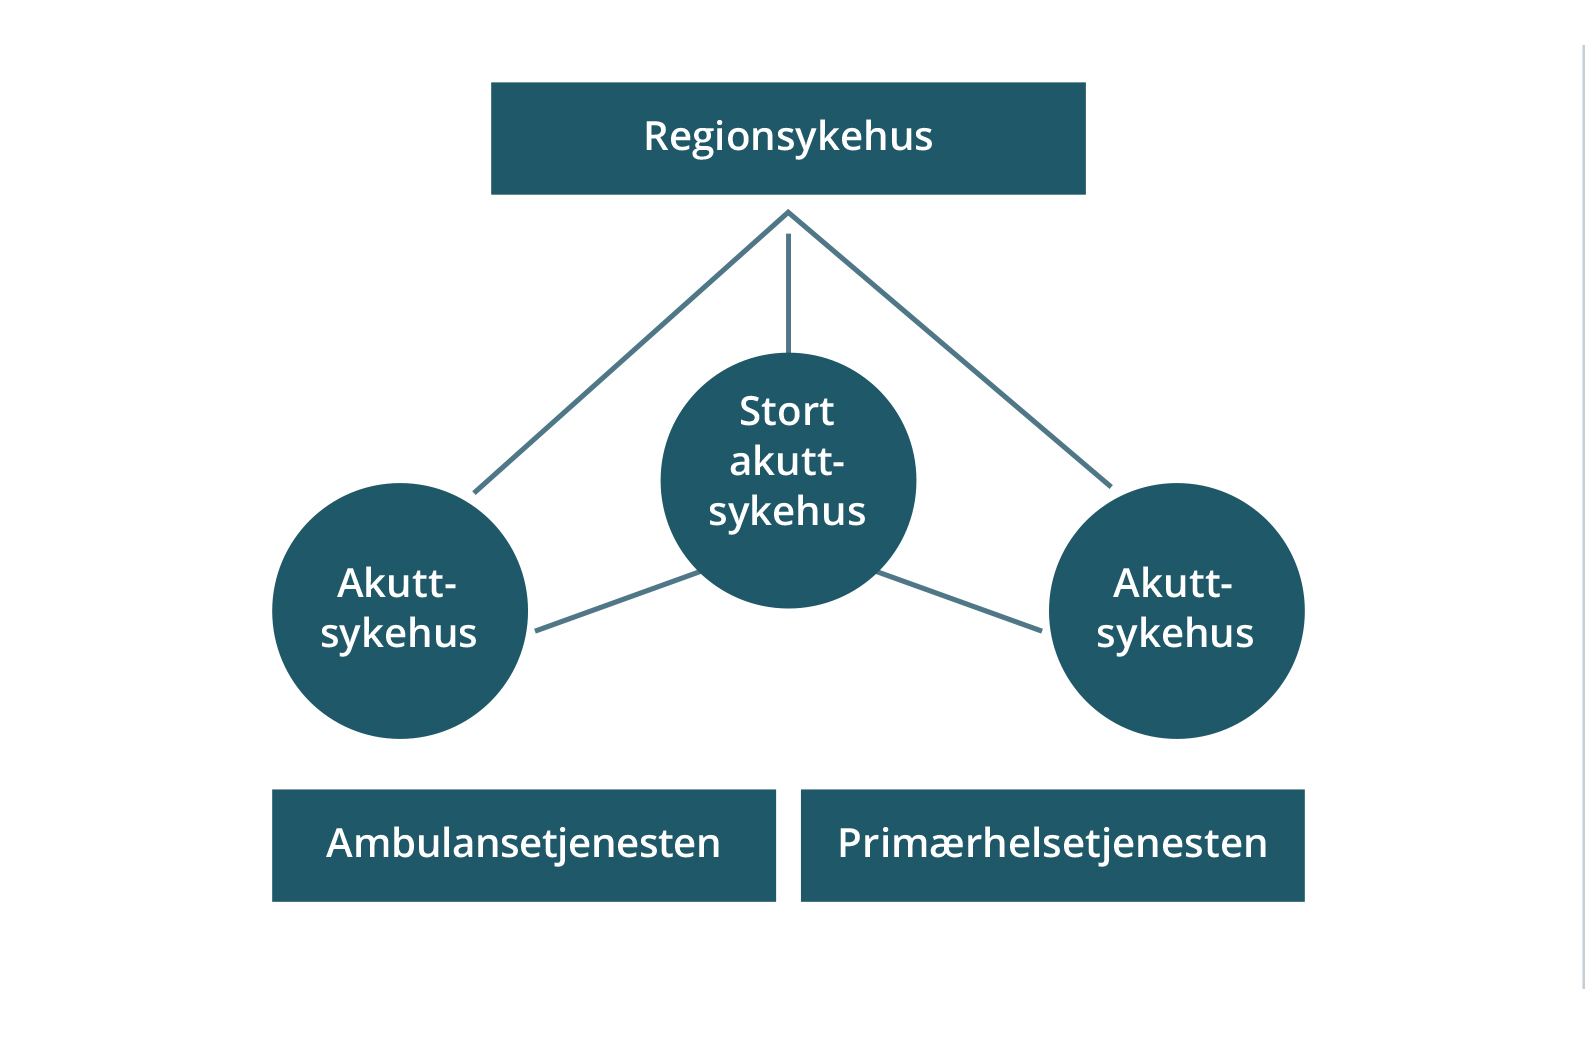 Regionsykehus
Stort
akutt-
sykehus
Akutt-
sykehus
Akutt-
sykehus
Ambulansetjenesten
Primærhelsetjenesten